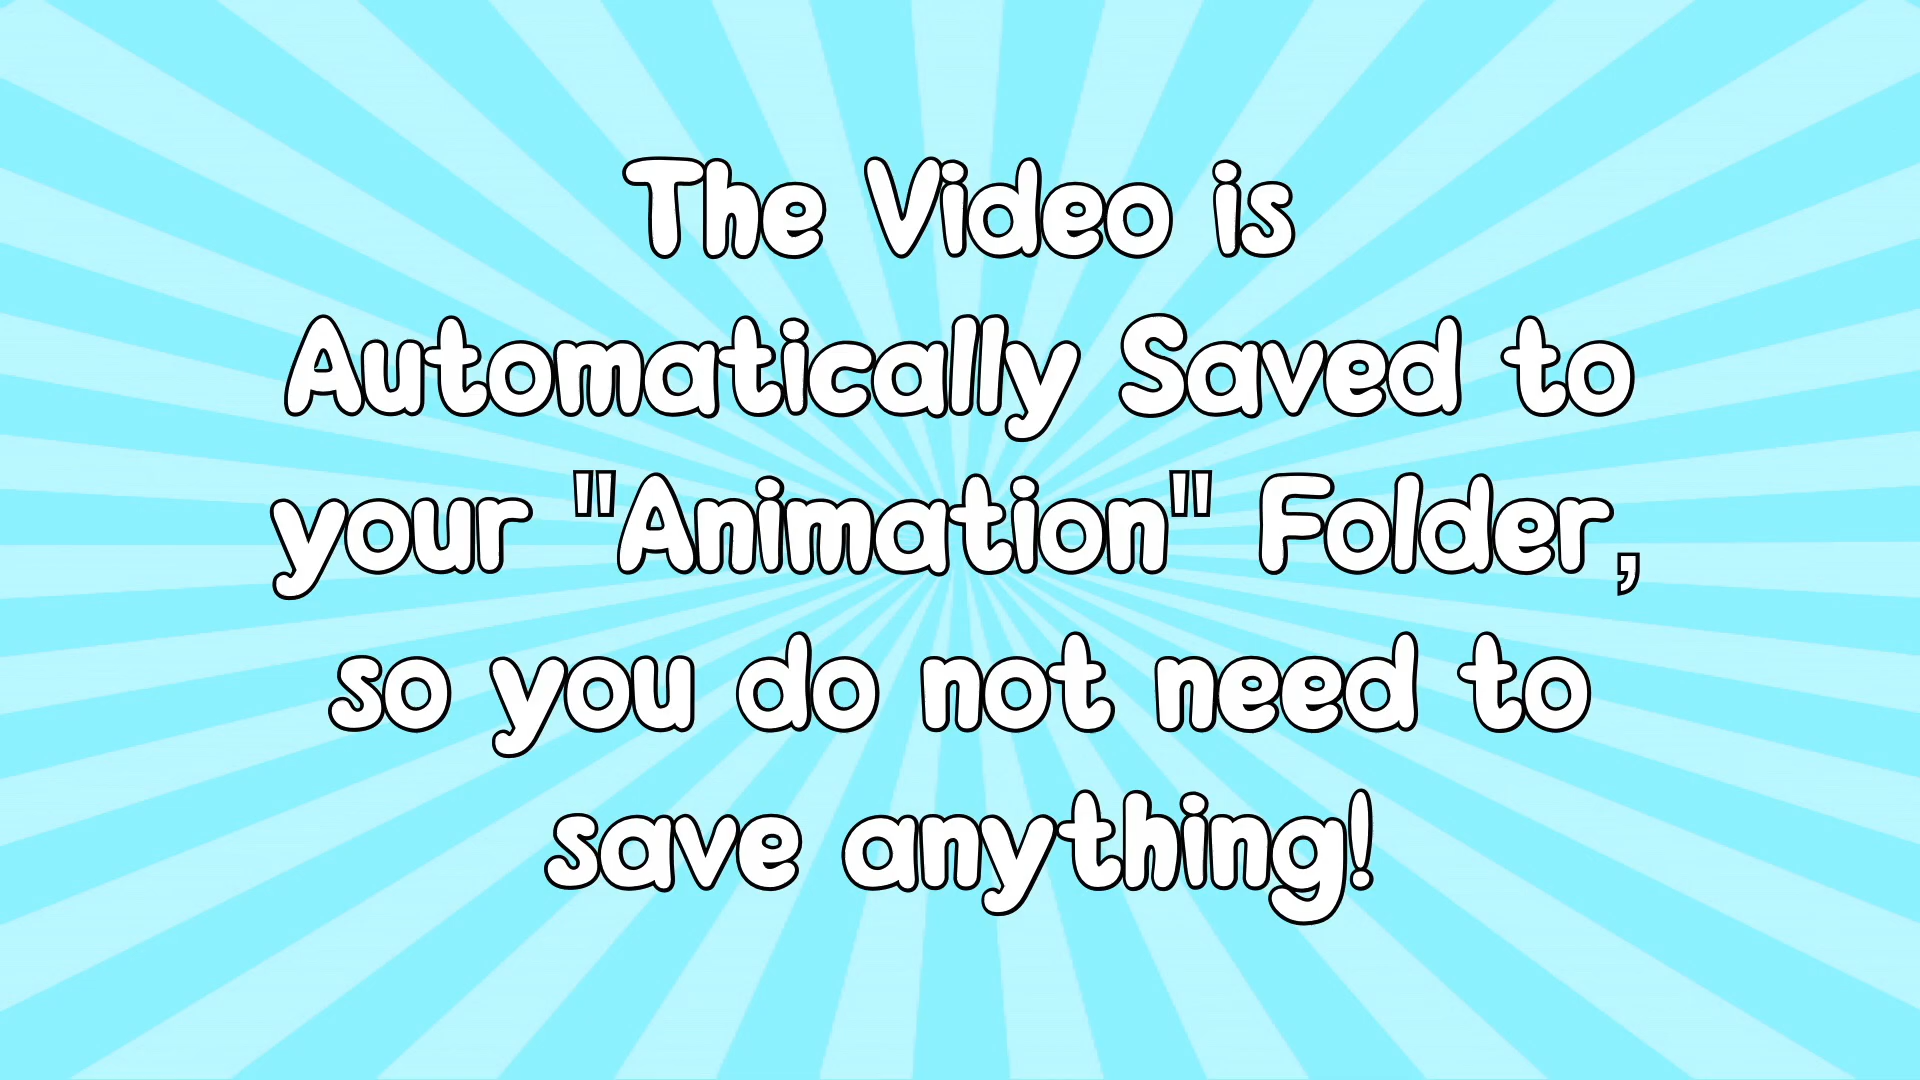 The Video is
Automatically Saved to
your "Animation" Folder,
so you do not need to
save anything!